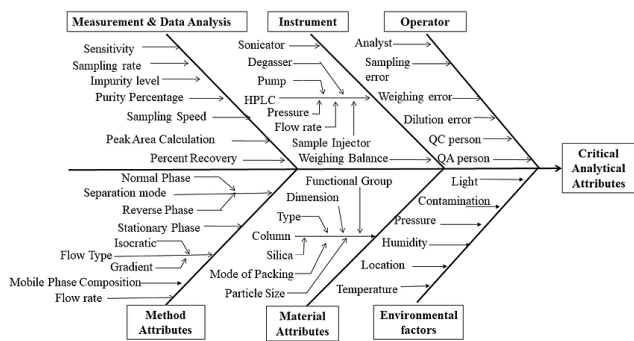 Measurement & Data Analysis
Instrument
Operator
Sensitivity
Sampling rate
Impurity level
Purity Percentage
Sampling Speed
Peak Area Calculation
Percent Recovery
Sonicator
Degasser
Pump
HPLC
Pressure
Flow rate
Sample Injector
Weighing Balance
Analyst
Sampling
error
Weighing error
Dilution error
QC person
QA person
Critical
Analytical
Attributes
Normal Phase
Separation mode
Reverse Phase
Stationary Phase
Isocratic
Flow Type
Gradient
Mobile Phase Composition
Flow rate
Functional Group
Dimension
Type
Column
Silica
Mode of Packing
Particle Size
Light
Contamination
Pressure
Humidity
Location
Temperature
Method
Attributes
Material
Attributes
Environmental
factors